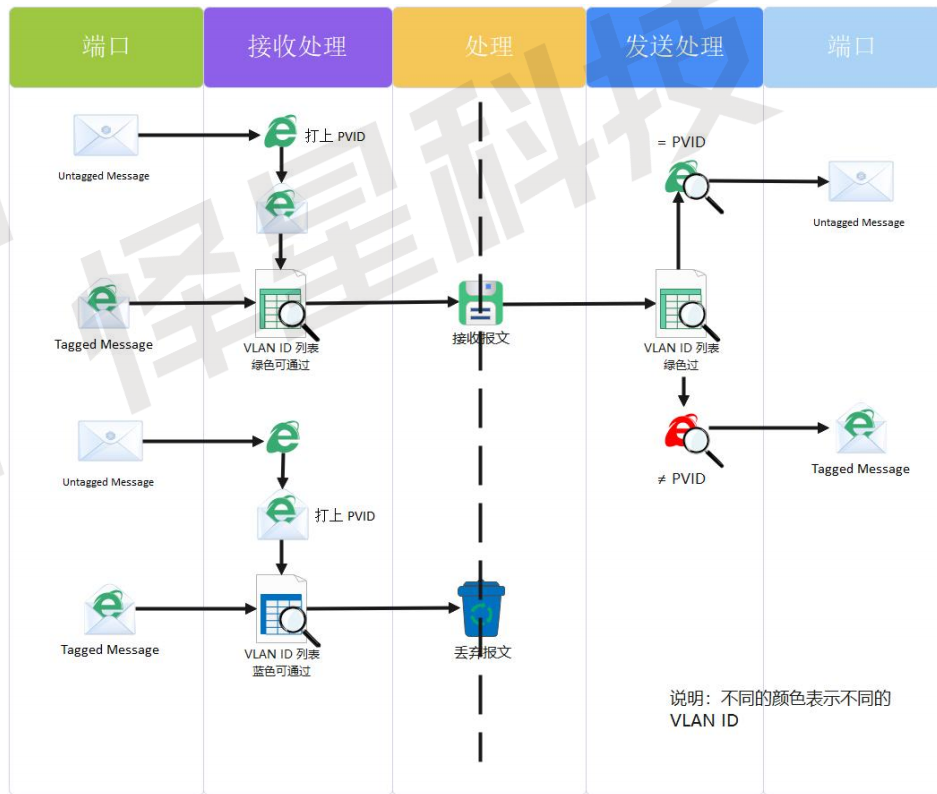 端口
接收处理
处理
发送处理
端口
打上 PVID
= PVID
Untagged Message
Untagged Message
Tagged Message
VLAN ID 列表
绿色可通过
接收报文
VLAN ID 列表
绿色过
Untagged Message
打上 PVID
≠ PVID
Tagged Message
Tagged Message
VLAN ID 列表
蓝色可通过
丢弃报文
说明：不同的颜色表示不同的
VLAN ID
怪星科技